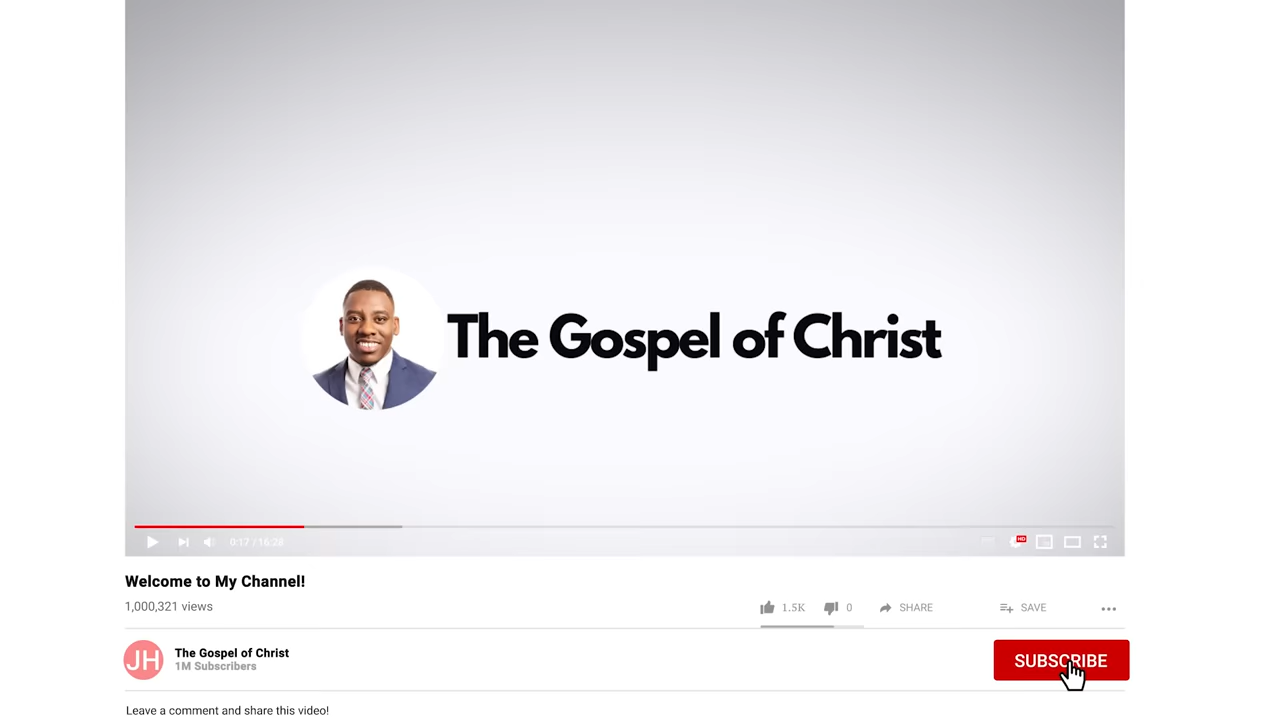 The Gospel of Christ
0:17 / 16:28
HD
Welcome to My Channel!
1,000,321 views
1.5K
0
SHARE
SAVE
JH
The Gospel of Christ
1M Subscribers
SUBSCRIBE
Leave a comment and share this video!